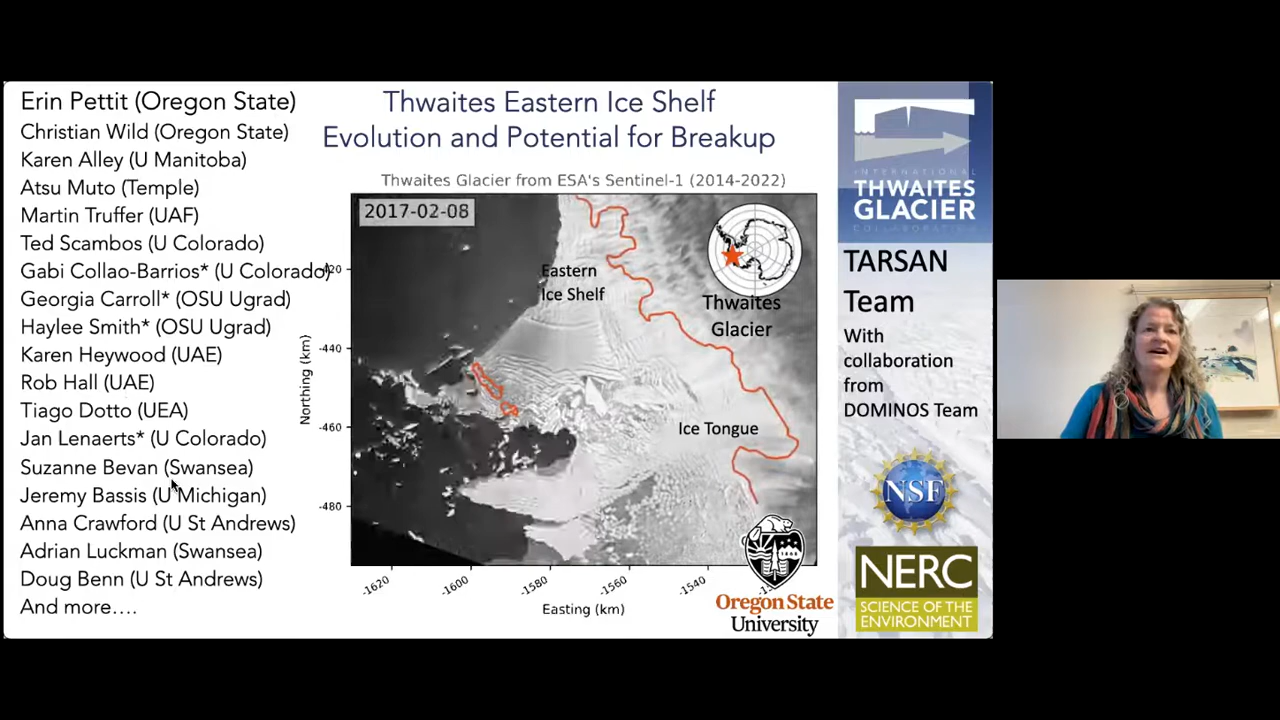 Erin Pettit (Oregon State)
Christian Wild (Oregon State)
Karen Alley (U Manitoba)
Atsu Muto (Temple)
Martin Truffer (UAF)
Ted Scambos (U Colorado)
Gabi Collao-Barrios* (U Colorado)
Georgia Carroll* (OSU Ugrad)
Haylee Smith* (OSU Ugrad)
Karen Heywood (UAE)
Rob Hall (UAE)
Tiago Dotto (UEA)
Jan Lenaerts* (U Colorado)
Suzanne Bevan (Swansea)
Jeremy Bassis (U Michigan)
Anna Crawford (U St Andrews)
Adrian Luckman (Swansea)
Doug Benn (U St Andrews)
And more….
Thwaites Eastern Ice Shelf
Evolution and Potential for Breakup
Thwaites Glacier from ESA's Sentinel-1 (2014-2022)
2017-02-08
Eastern
Ice Shelf
Thwaites
Glacier
Ice Tongue
Northing (km)
-440
-460
-480
-1620
-1600
-1580
-1560
-1540
Easting (km)
Oregon State
University
INTERNATIONAL
THWAITES
GLACIER
COLLABORATION
TARSAN
Team
With
collaboration
from
DOMINOS Team
NSF
NERC
SCIENCE OF THE
ENVIRONMENT